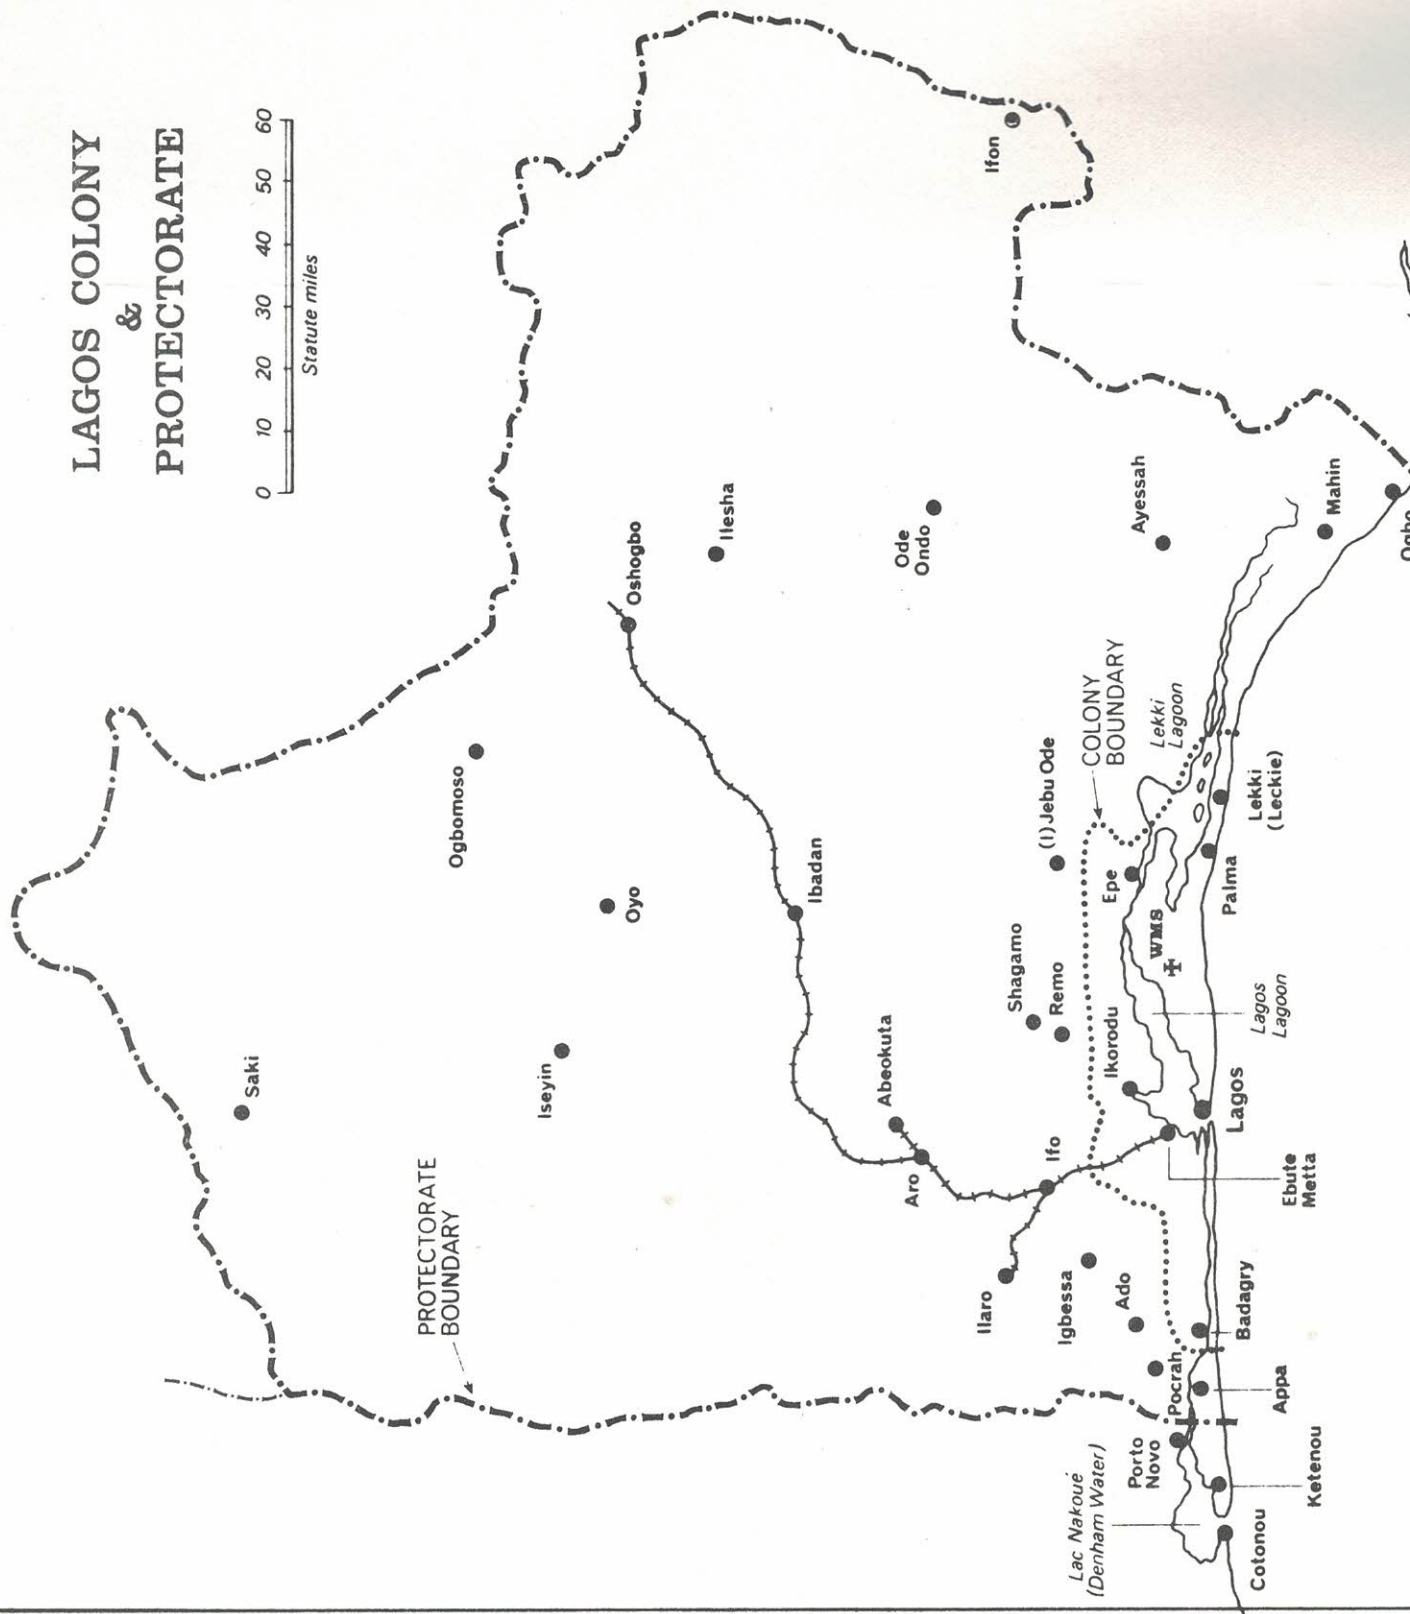 LAGOS COLONY
&
PROTECTORATE
0 10 20 30 40 50 60
Statute miles
PROTECTORATE
BOUNDARY
Saki
Iseyin
Ogbomoso
Oyo
Oshogbo
Ilesha
Ibadan
Abeokuta
Aro
Ode
Ondo
Ifon
Ilaro
Ifo
Igbessa
Ado
Shagamo
Remo
(I)Jebu Ode
COLONY
BOUNDARY
Ayessah
Lekki
Lagoon
Epe
WMS
Ikorodu
Lac Nakoué
(Denham Water)
Porto
Novo
Pocrah
Cotonou
Ketenou
Appa
Badagry
Ebute
Metta
Lagos
Lagos
Lagoon
Palma
Lekki
(Leckie)
Mahin